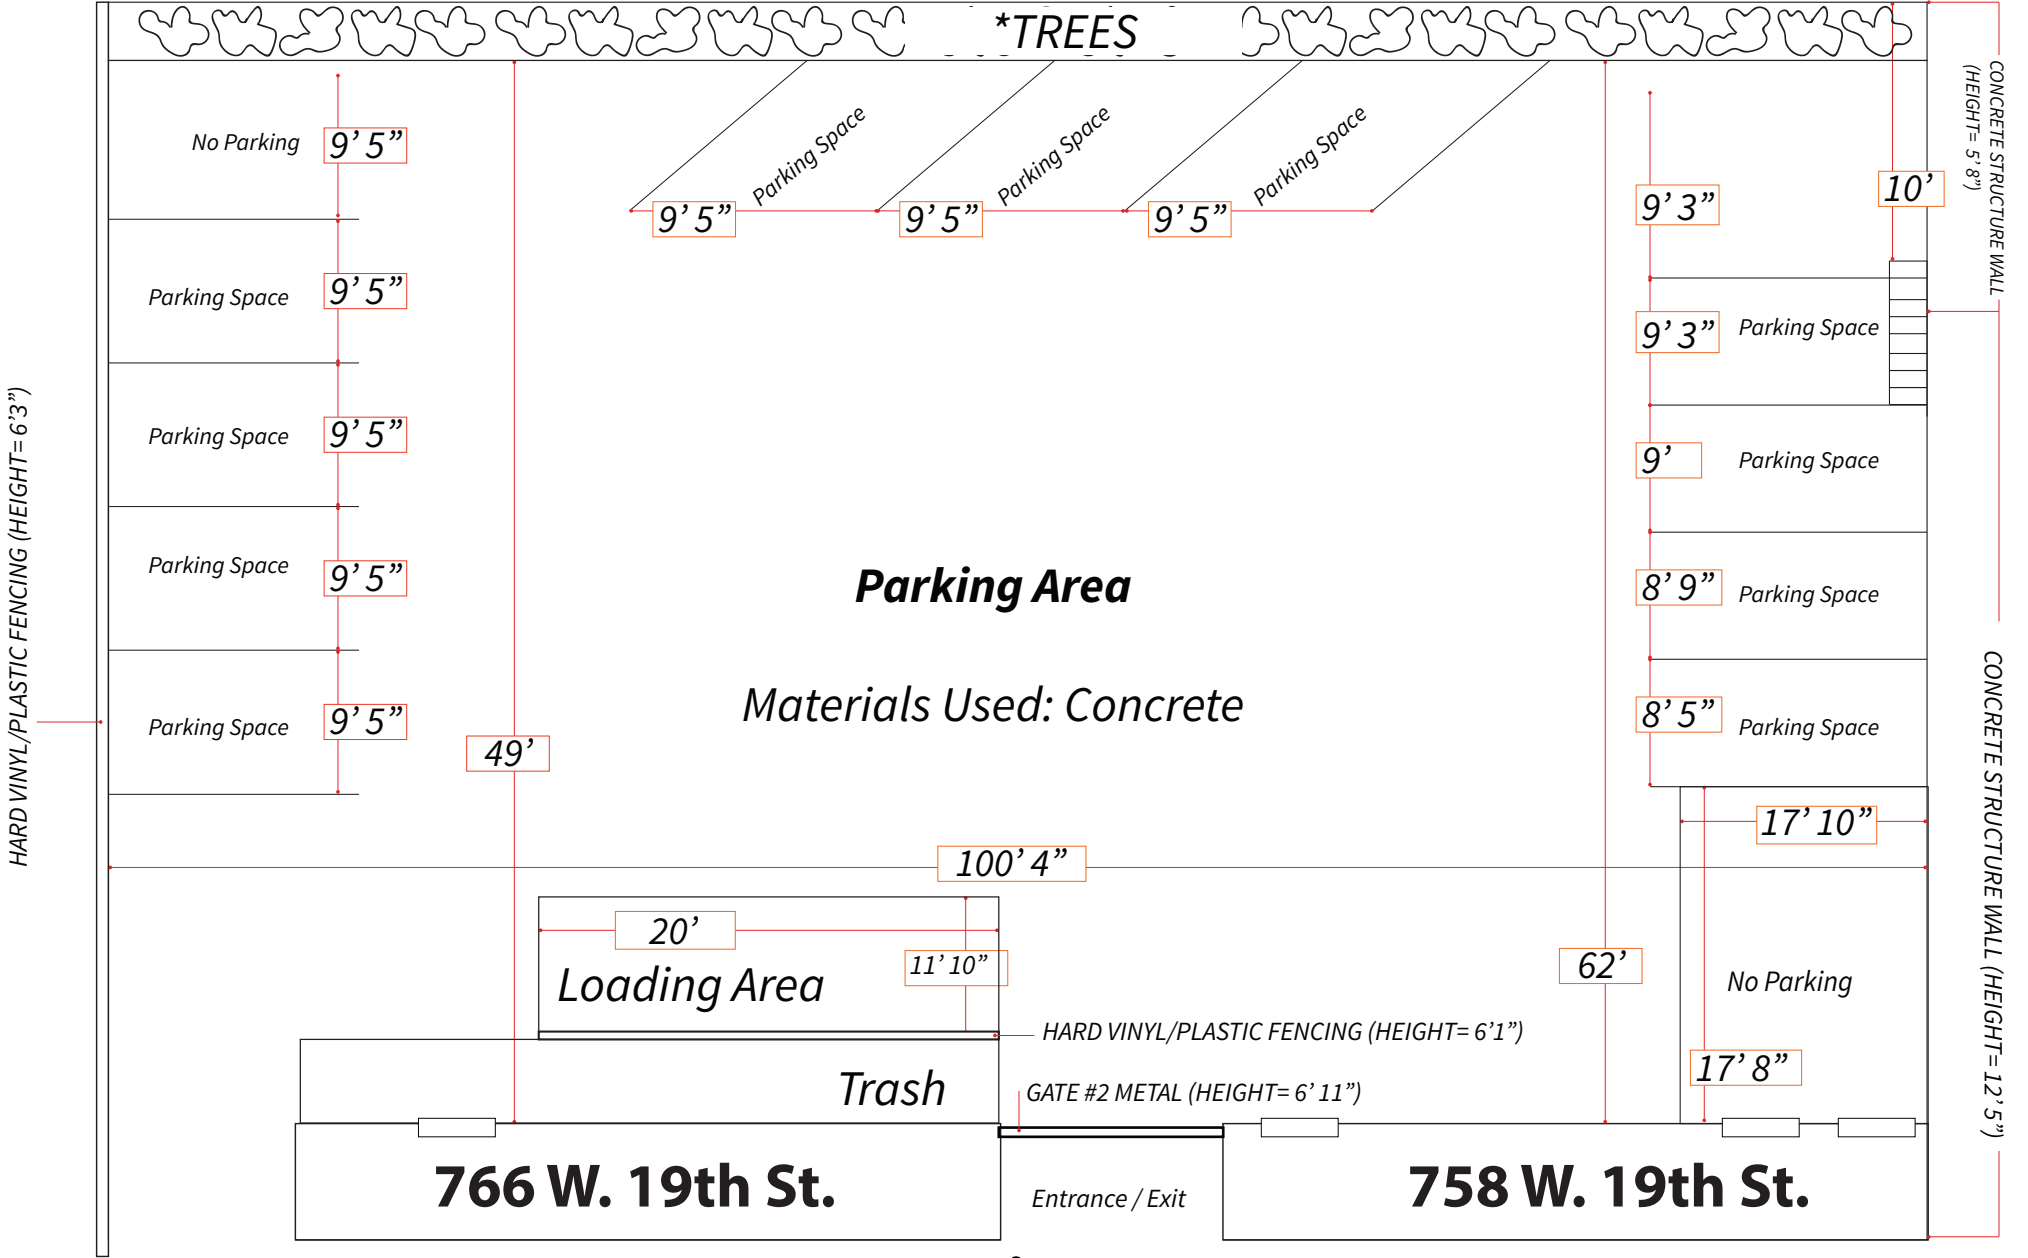 *TREES
No Parking
9’ 5”
Parking Space
9’ 5”
Parking Space
9’ 5”
Parking Space
9’ 5”
Parking Space
9’ 5”
HARD VINYL/PLASTIC FENCING (HEIGHT= 6’3”)
49’
Parking Space
9’ 5”
Parking Space
9’ 5”
Parking Space
9’ 5”
Parking Area
Materials Used: Concrete
9’ 3”
10’
9’ 3”
Parking Space
9’
Parking Space
8’ 9”
Parking Space
8’ 5”
Parking Space
CONCRETE STRUCTURE WALL
(HEIGHT= 5’ 8”)
CONCRETE STRUCTURE WALL (HEIGHT= 12’ 5”)
17’ 10”
100’ 4”
20’
11’ 10”
Loading Area
62’
No Parking
17’ 8”
HARD VINYL/PLASTIC FENCING (HEIGHT= 6’1”)
Trash
GATE #2 METAL (HEIGHT= 6’ 11”)
766 W. 19th St.
Entrance / Exit
758 W. 19th St.